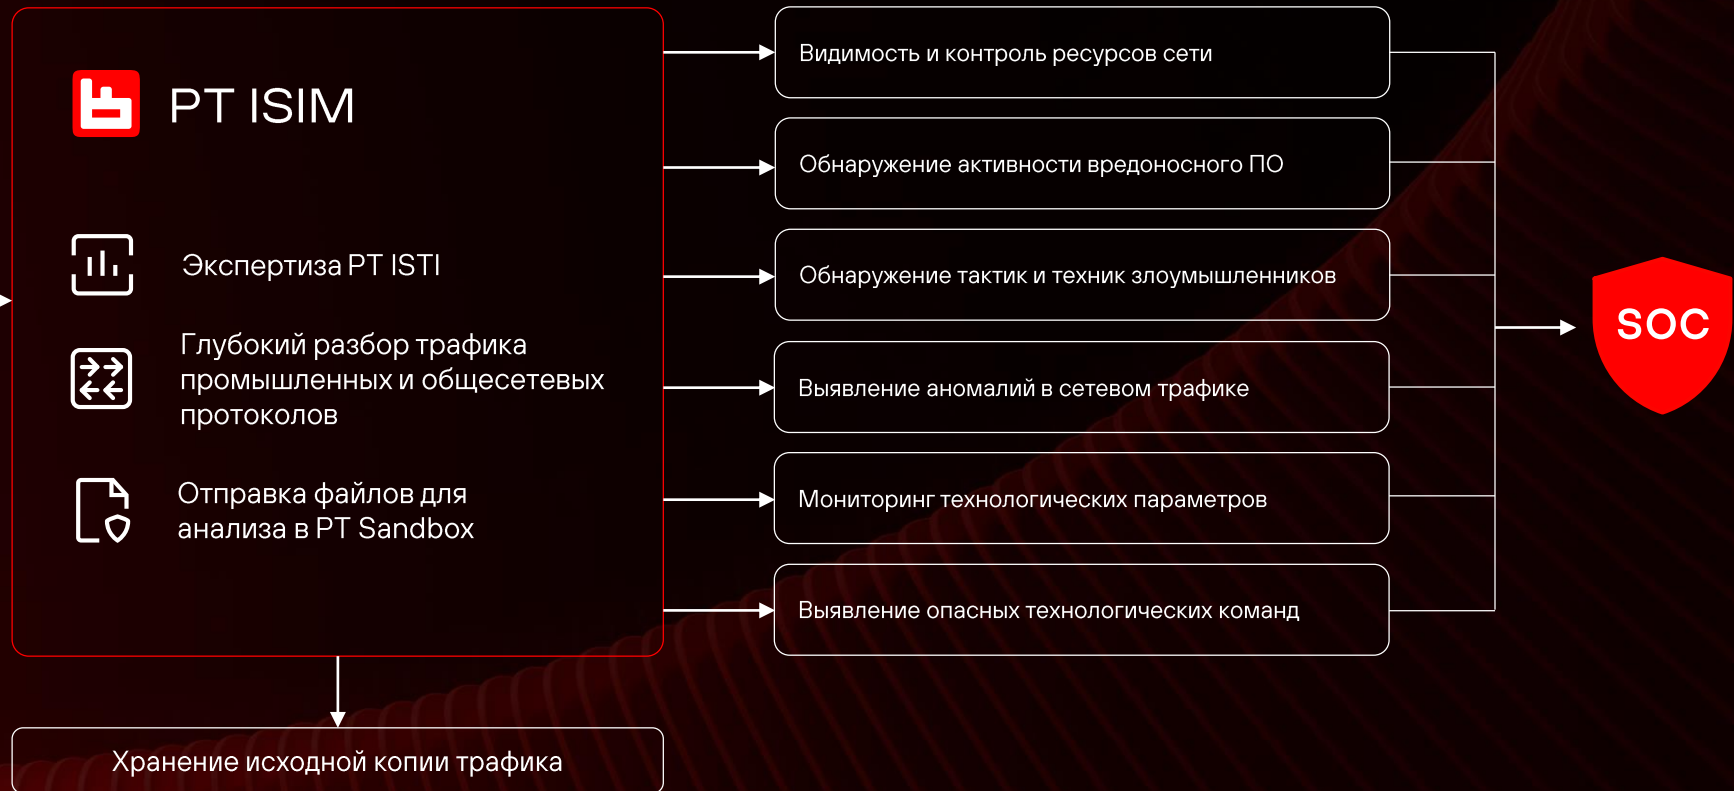 PT ISIM
Экспертиза PT ISTI
Глубокий разбор трафика
промышленных и общесетевых
протоколов
Отправка файлов для
анализа в PT Sandbox
Хранение исходной копии трафика
Видимость и контроль ресурсов сети
Обнаружение активности вредоносного ПО
Обнаружение тактик и техник злоумышленников
Выявление аномалий в сетевом трафике
Мониторинг технологических параметров
Выявление опасных технологических команд
SOC